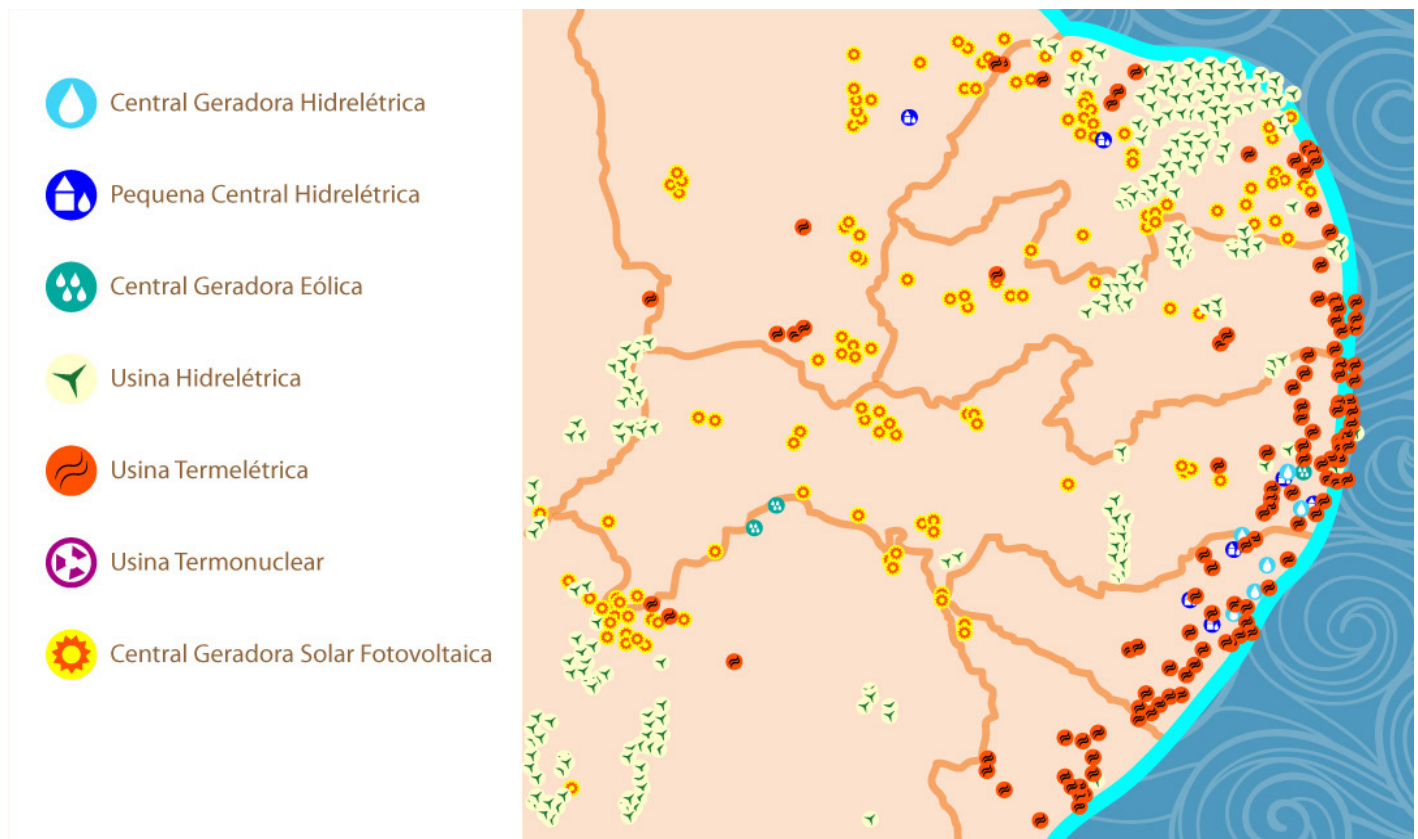 Central Geradora Hidrelétrica
Pequena Central Hidrelétrica
Central Geradora Eólica
Usina Hidrelétrica
Usina Termelétrica
Usina Termonuclear
Central Geradora Solar Fotovoltaica